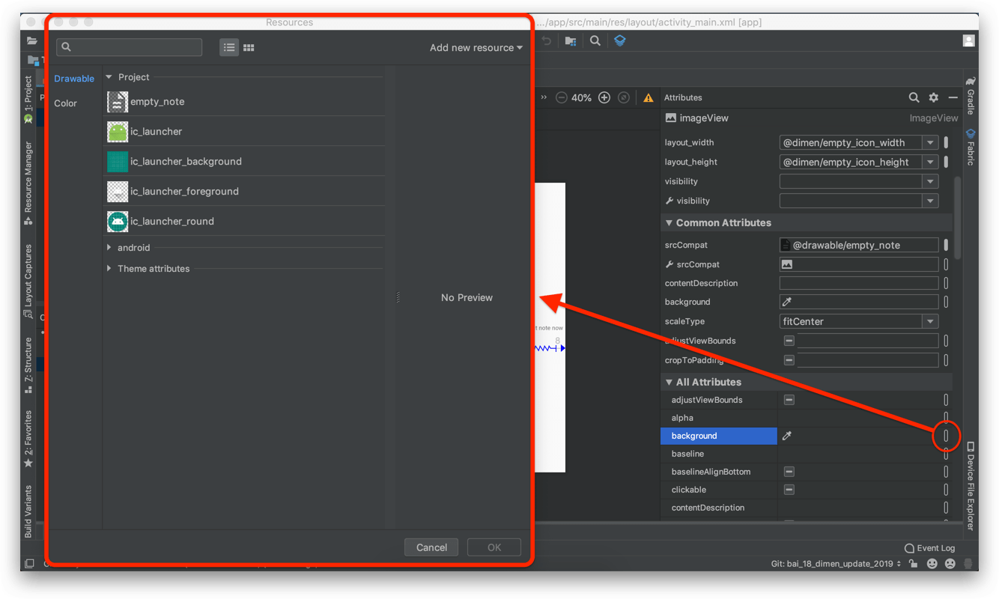 Resources
.../app/src/main/res/layout/activity_main.xml [app]
Add new resource
Drawable
Color
Project
empty_note
ic_launcher
ic_launcher_background
ic_launcher_foreground
ic_launcher_round
android
Theme attributes
No Preview
Cancel
OK
1: Project
Resource Manager
Layout Captures
Z: Structure
2: Favorites
Build Variants
40%
t note now
8
Attributes
imageView
ImageView
layout_width
@dimen/empty_icon_width
layout_height
@dimen/empty_icon_height
visibility
visibility
Common Attributes
srcCompat
@drawable/empty_note
srcCompat
contentDescription
background
scaleType
fitCenter
adjustViewBounds
cropToPadding
All Attributes
adjustViewBounds
alpha
background
baseline
baselineAlignBottom
clickable
contentDescription
Gradle
Fabric
Device File Explorer
Event Log
Git: bai_18_dimen_update_2019